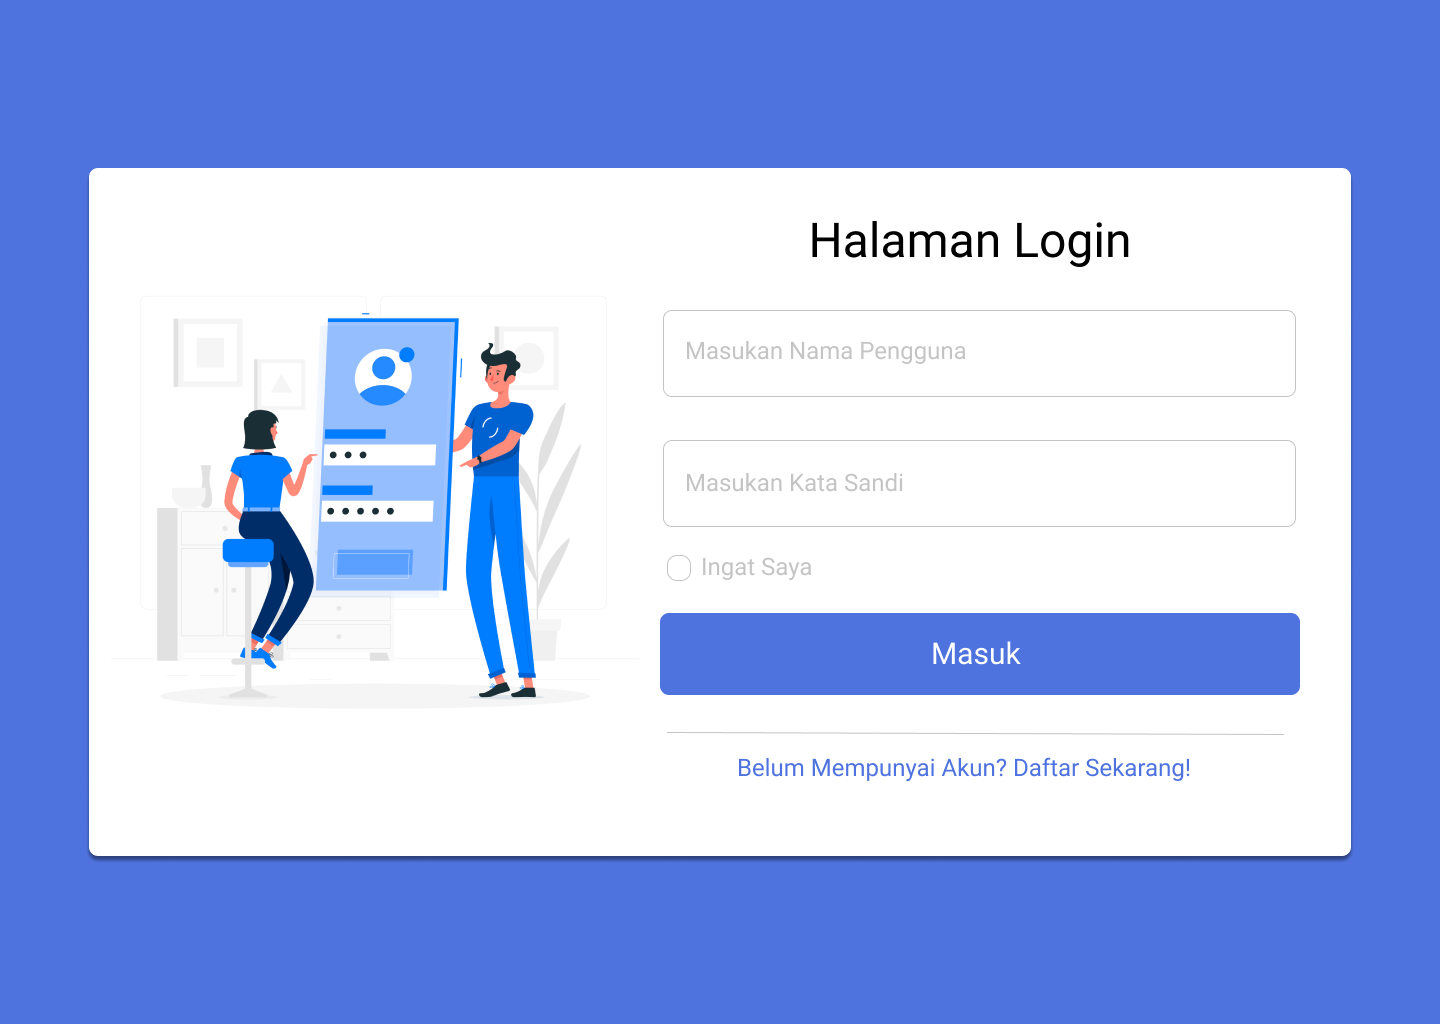 Halaman Login
Masukan Nama Pengguna
Masukan Kata Sandi
Ingat Saya
Masuk
Belum Mempunyai Akun? Daftar Sekarang!